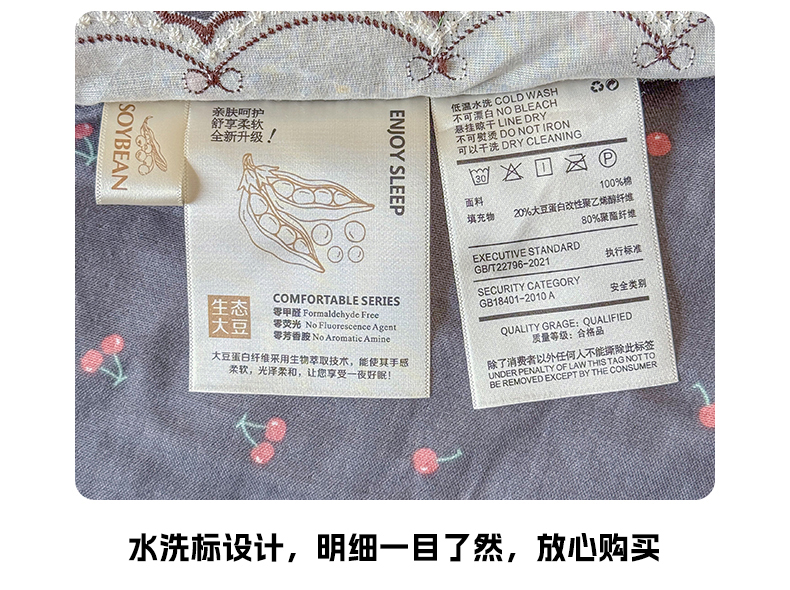 SOYBEAN
亲肤呵护
舒享柔软
全新升级！
ENJOY SLEEP
生态
大豆
COMFORTABLE SERIES
零甲醛 Formaldehyde Free
零荧光 No Fluorescence Agent
零芳香胺 No Aromatic Amine
大豆蛋白纤维采用生物萃取技术，能使其手感
柔软，光泽柔和，让您享受一夜好眠！
低温水洗 COLD WASH
不可漂白 NO BLEACH
悬挂晾干 LINE DRY
不可熨烫 DO NOT IRON
可以干洗 DRY CLEANING
30
P
面料 100%棉
填充物 20%大豆蛋白改性聚乙烯醇纤维
80%聚酯纤维
EXECUTIVE STANDARD 执行标准
GB/T22796-2021
SECURITY CATEGORY 安全类别
GB18401-2010 A
QUALITY GRAGE: QUALIFIED
质量等级：合格品
除了消费者以外任何人不能撕除此标签
UNDER PENALTY OF LAW THIS TAG NOT TO
BE REMOVED EXCEPT BY THE CONSUMER
水洗标设计，明细一目了然，放心购买